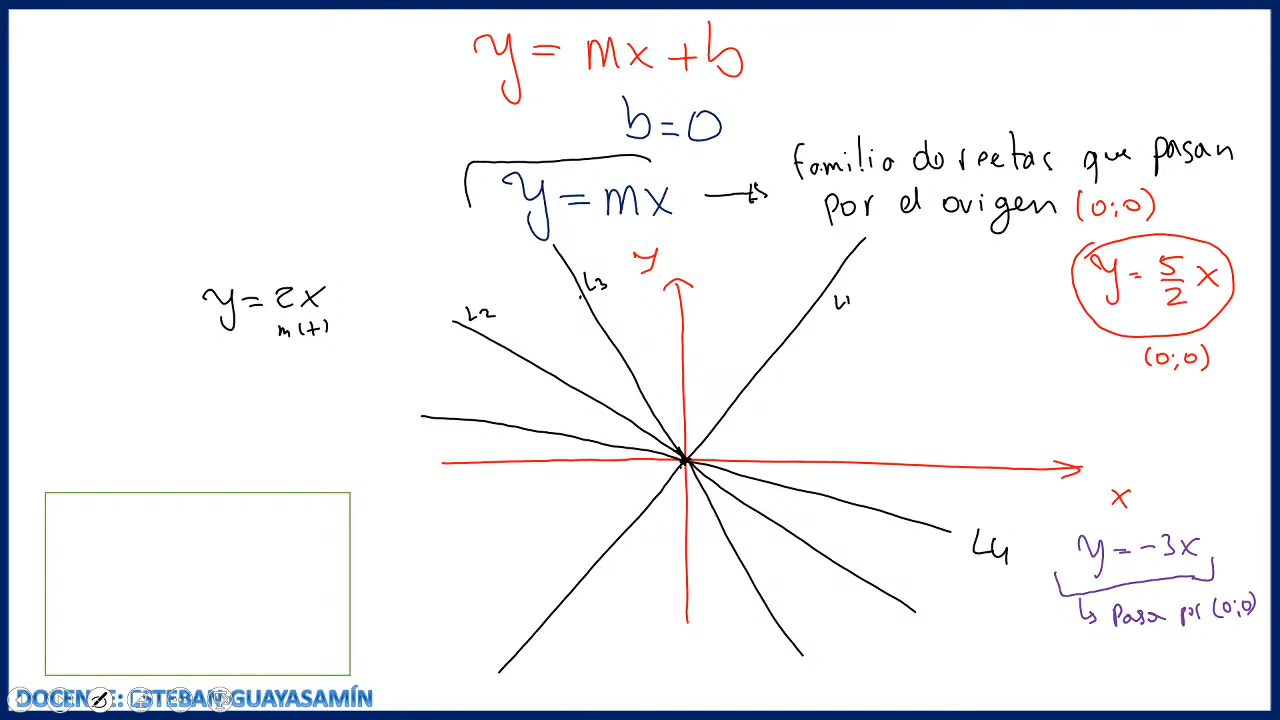 y = mx + b
b = 0
y = mx → familia de rectas que pasan
por el origen (0;0)
y
y = 5/2 x
(0;0)
L3
L2
L1
y = 2x
m(+)
x
L4
y = -3x
↳ Pasa por (0;0)
DOCENTE: ESTEBAN GUAYASAMÍN